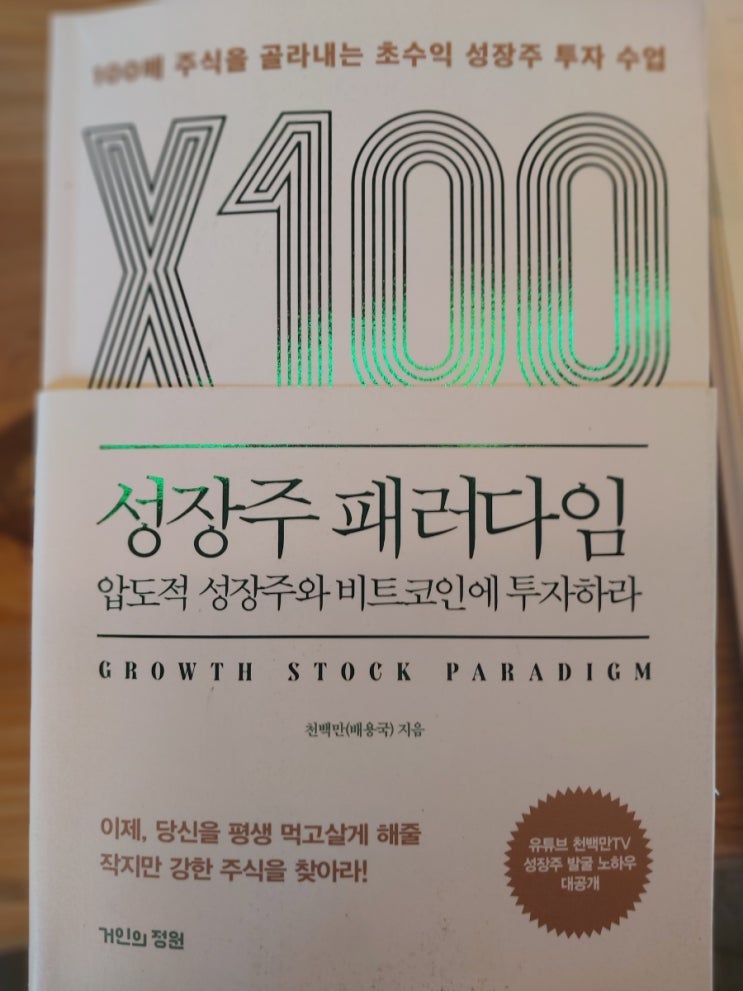 100배 주식을 골라내는 초수익 성장주 투자 수업
X100
성장주 패러다임
압도적 성장주와 비트코인에 투자하라
GROWTH STOCK PARADIGM
천백만(배용국) 지음
이제, 당신을 평생 먹고살게 해줄
작지만 강한 주식을 찾아라!
유튜브 천백만TV
성장주 발굴 노하우
대공개
거인의 정원